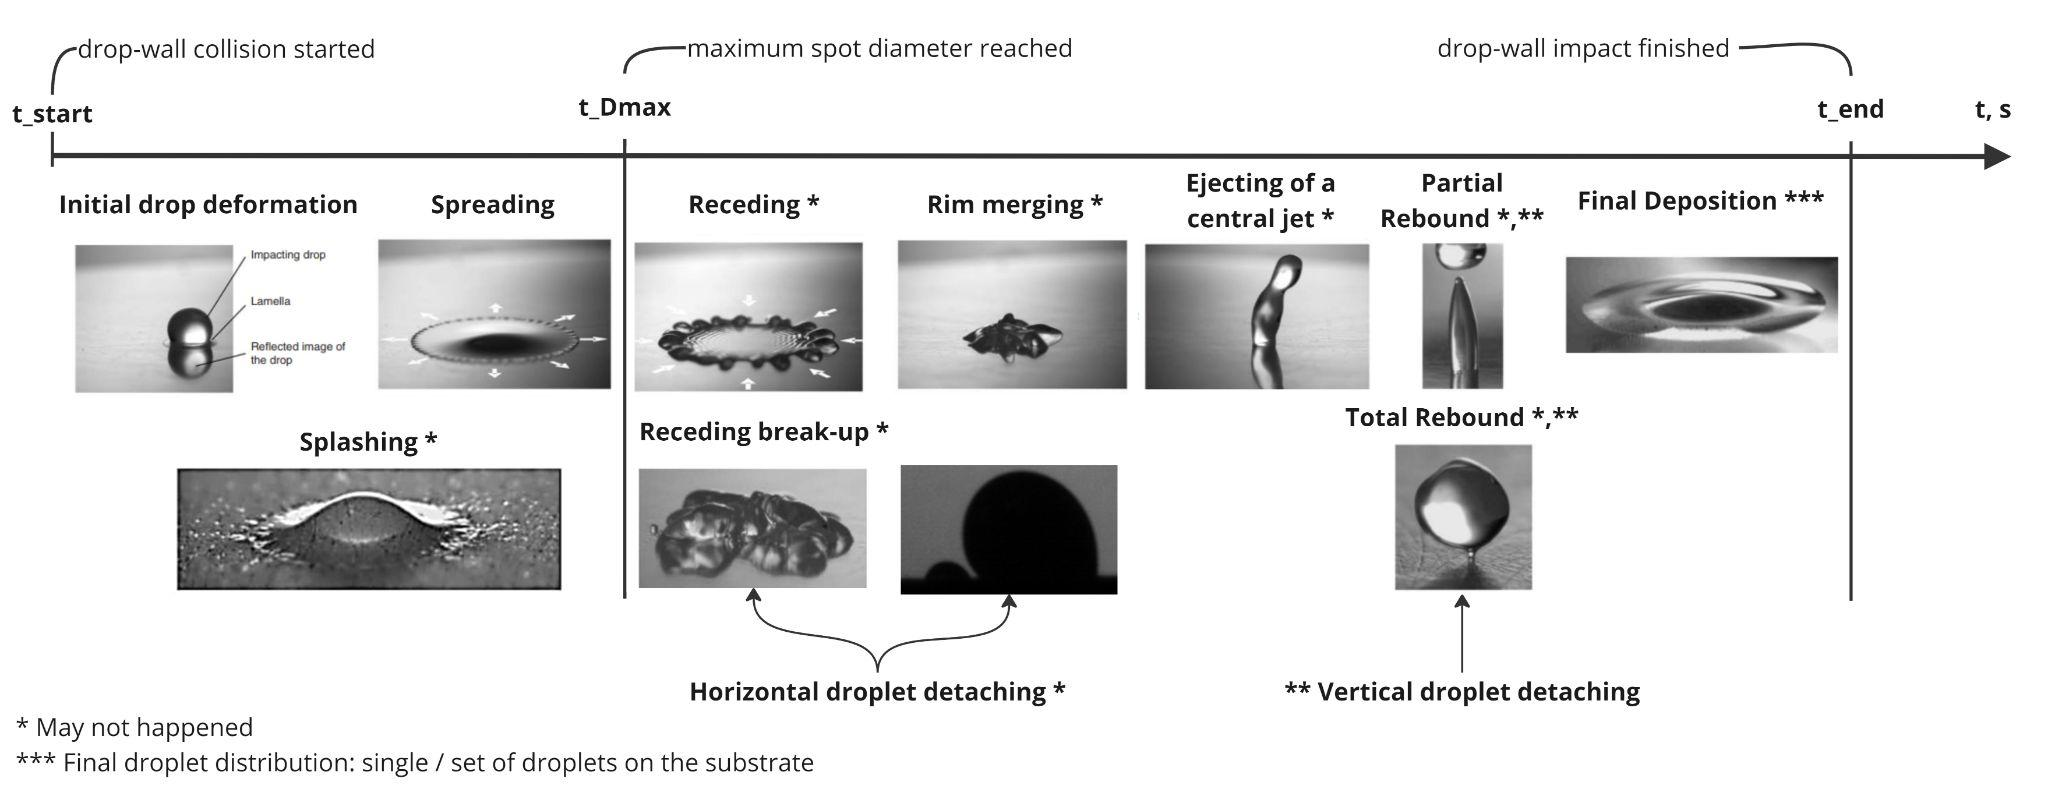 drop-wall collision started
maximum spot diameter reached
drop-wall impact finished
t_start
t_Dmax
t_end
t, s
Initial drop deformation
Spreading
Receding *
Rim merging *
Ejecting of a
central jet *
Partial
Rebound *,**
Final Deposition ***
Impacting drop
Lamella
Reflected image of
the drop
Splashing *
Receding break-up *
Total Rebound *,**
Horizontal droplet detaching *
** Vertical droplet detaching
* May not happened
*** Final droplet distribution: single / set of droplets on the substrate